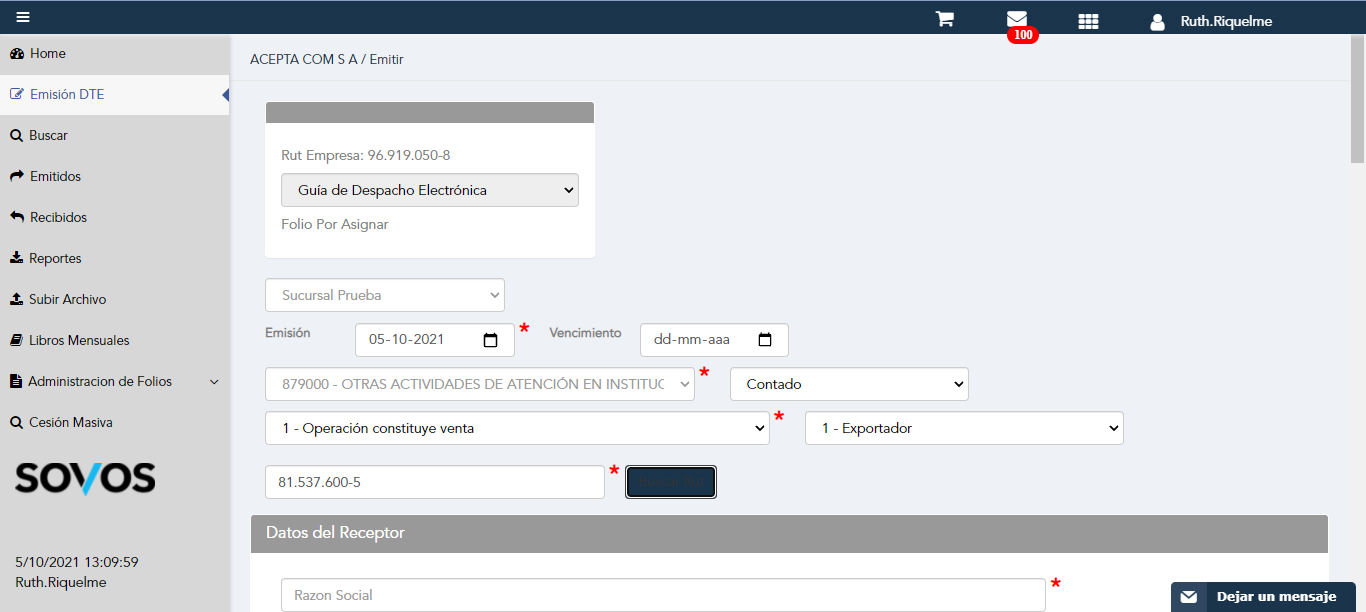 100
Ruth.Riquelme
Home
Emisión DTE
Buscar
Emitidos
Recibidos
Reportes
Subir Archivo
Libros Mensuales
Administracion de Folios
Cesión Masiva
SOVOS
5/10/2021 13:09:59
Ruth.Riquelme
ACEPTA COM S A / Emitir
Rut Empresa: 96.919.050-8
Guía de Despacho Electrónica
Folio Por Asignar
Sucursal Prueba
Emisión 05-10-2021 * Vencimiento dd-mm-aaa
879000 - OTRAS ACTIVIDADES DE ATENCIÓN EN INSTITUC * Contado
1 - Operación constituye venta * 1 - Exportador
81.537.600-5 *
Datos del Receptor
Razon Social *
Dejar un mensaje